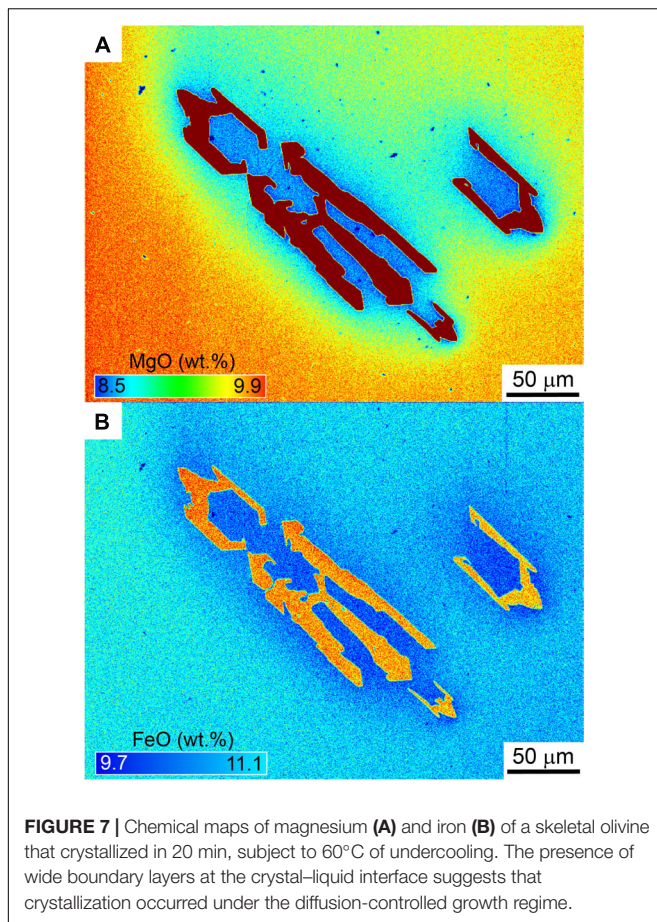 A
MgO (wt.%)
8.5 9.9
50 μm
B
FeO (wt.%)
9.7 11.1
50 μm
FIGURE 7 | Chemical maps of magnesium (A) and iron (B) of a skeletal olivine
that crystallized in 20 min, subject to 60°C of undercooling. The presence of
wide boundary layers at the crystal–liquid interface suggests that
crystallization occurred under the diffusion-controlled growth regime.